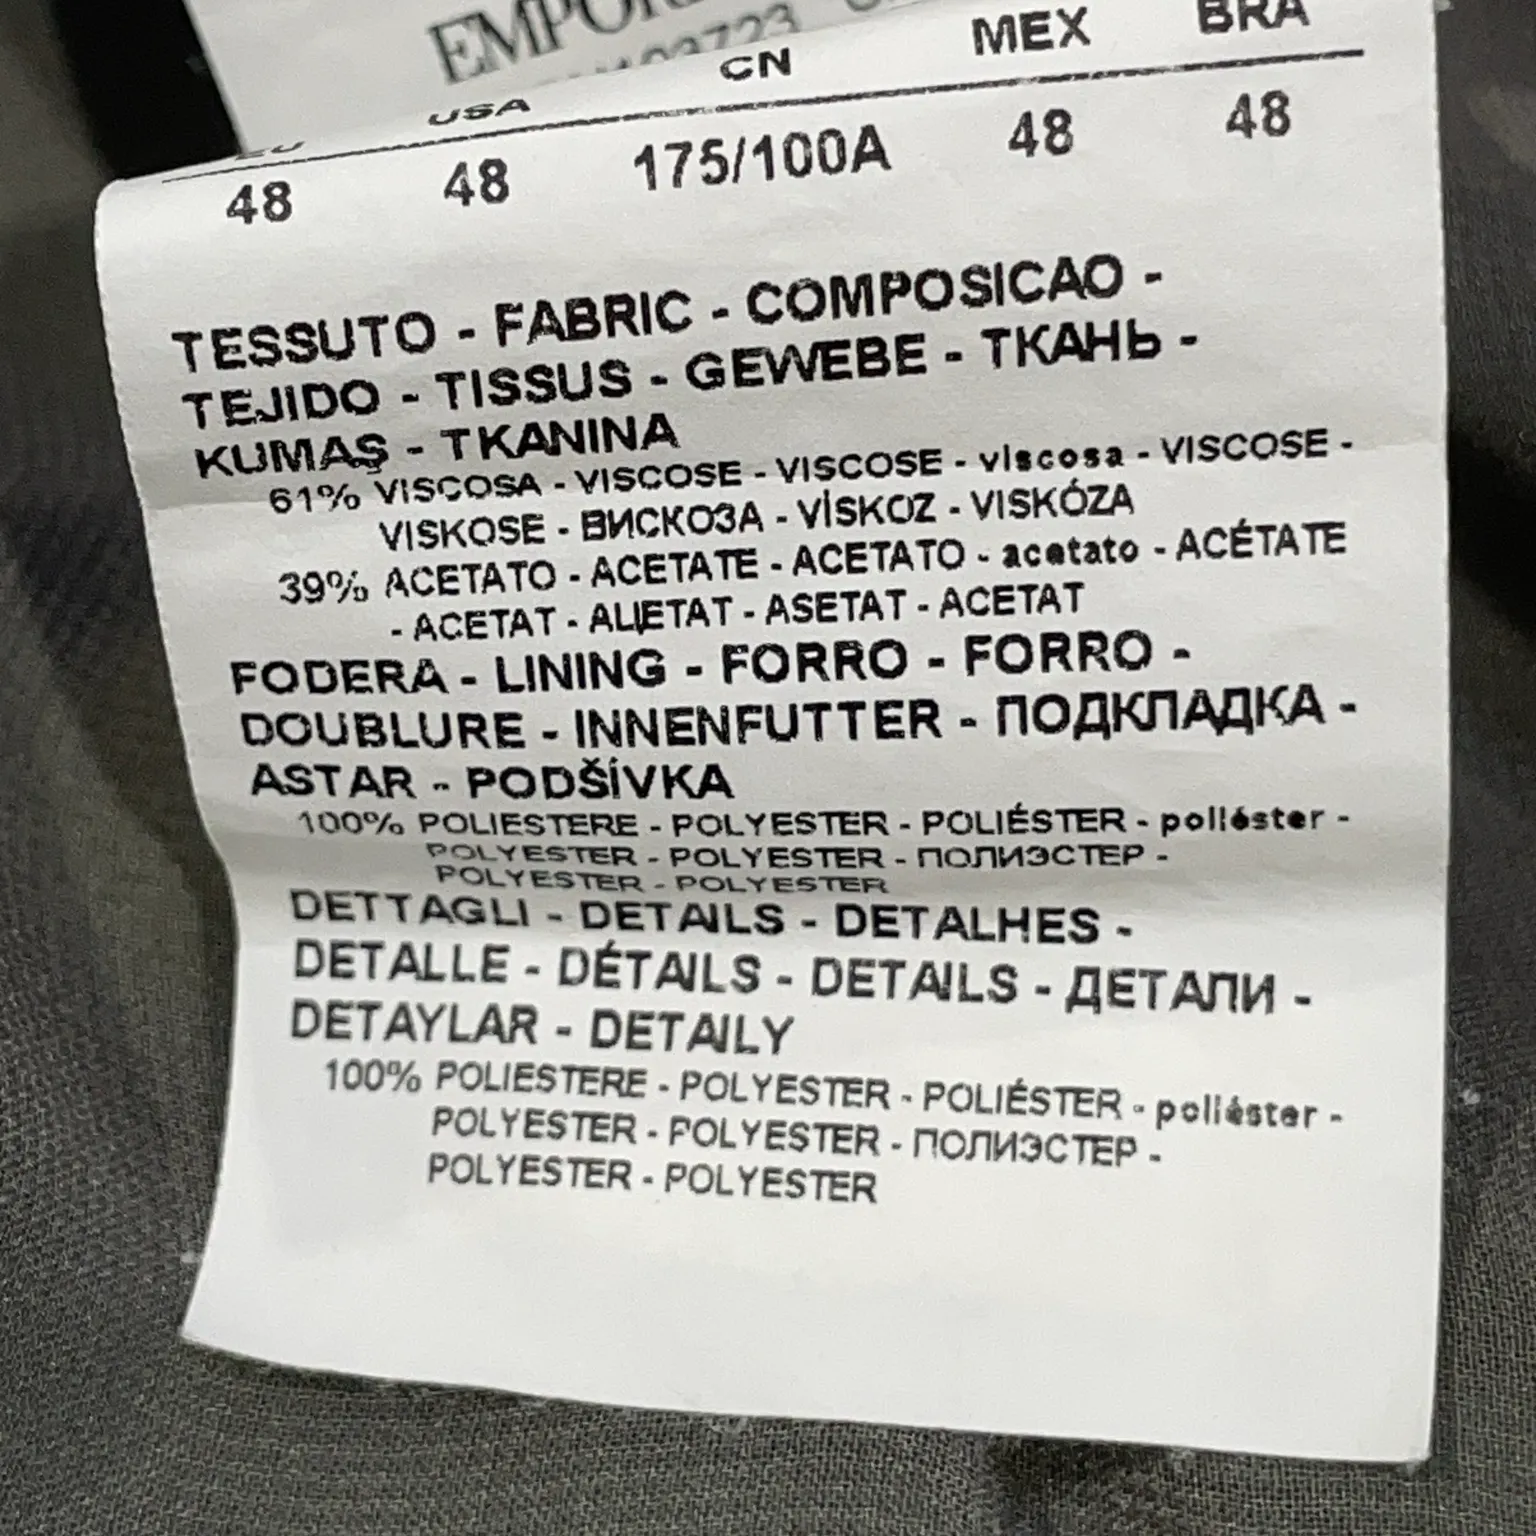 CN MEX BRA
USA
48 48 175/100A 48 48
TESSUTO - FABRIC - COMPOSICAO -
TEJIDO - TISSUS - GEWEBE - ТКАНЬ -
KUMAŞ - TKANINA
61% VISCOSA - VISCOSE - VISCOSE - viscosa - VISCOSE -
VISKOSE - ВИСКОЗА - VİSKOZ - VISKÓZA
39% ACETATO - ACETATE - ACETATO - acetato - ACÉTATE
- ACETAT - АЦЕТАТ - ASETAT - ACETAT
FODERA - LINING - FORRO - FORRO -
DOUBLURE - INNENFUTTER - ПОДКЛАДКА -
ASTAR - PODŠÍVKA
100% POLIESTERE - POLYESTER - POLIÉSTER - poliéster -
POLYESTER - POLYESTER - ПОЛИЭСТЕР -
POLYESTER - POLYESTER
DETTAGLI - DETAILS - DETALHES -
DETALLE - DÉTAILS - DETAILS - ДЕТАЛИ -
DETAYLAR - DETAILY
100% POLIESTERE - POLYESTER - POLIÉSTER - poliéster -
POLYESTER - POLYESTER - ПОЛИЭСТЕР -
POLYESTER - POLYESTER